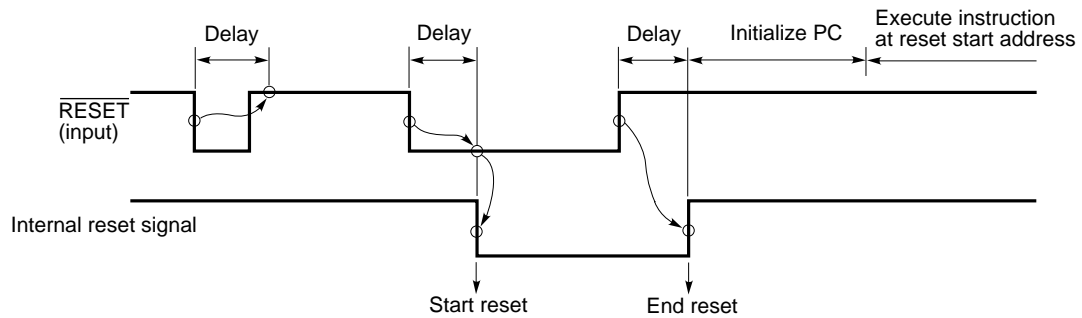 Delay
Delay
Delay
Initialize PC
Execute instruction
at reset start address
RESET
(input)
Internal reset signal
Start reset
End reset